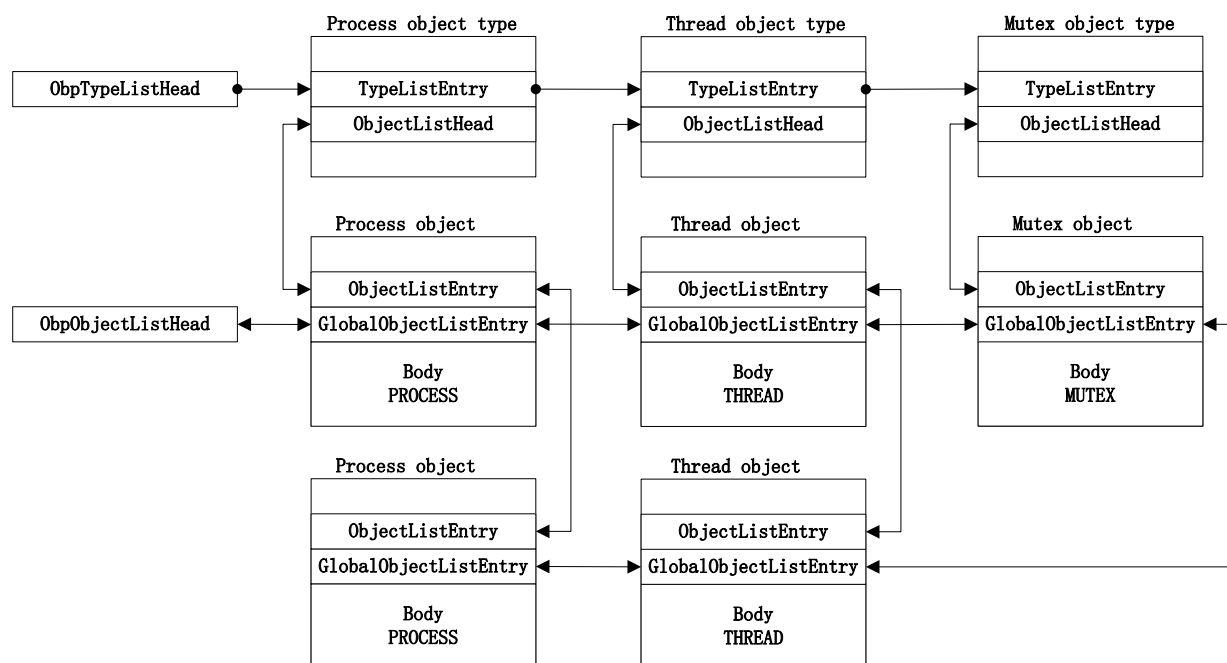 Process object type
Thread object type
Mutex object type
ObpTypeListHead
TypeListEntry
TypeListEntry
TypeListEntry
ObjectListHead
ObjectListHead
ObjectListHead
Process object
Thread object
Mutex object
ObjectListEntry
ObjectListEntry
ObjectListEntry
ObpObjectListHead
GlobalObjectListEntry
GlobalObjectListEntry
GlobalObjectListEntry
Body
PROCESS
Body
THREAD
Body
MUTEX
Process object
Thread object
ObjectListEntry
ObjectListEntry
GlobalObjectListEntry
GlobalObjectListEntry
Body
PROCESS
Body
THREAD